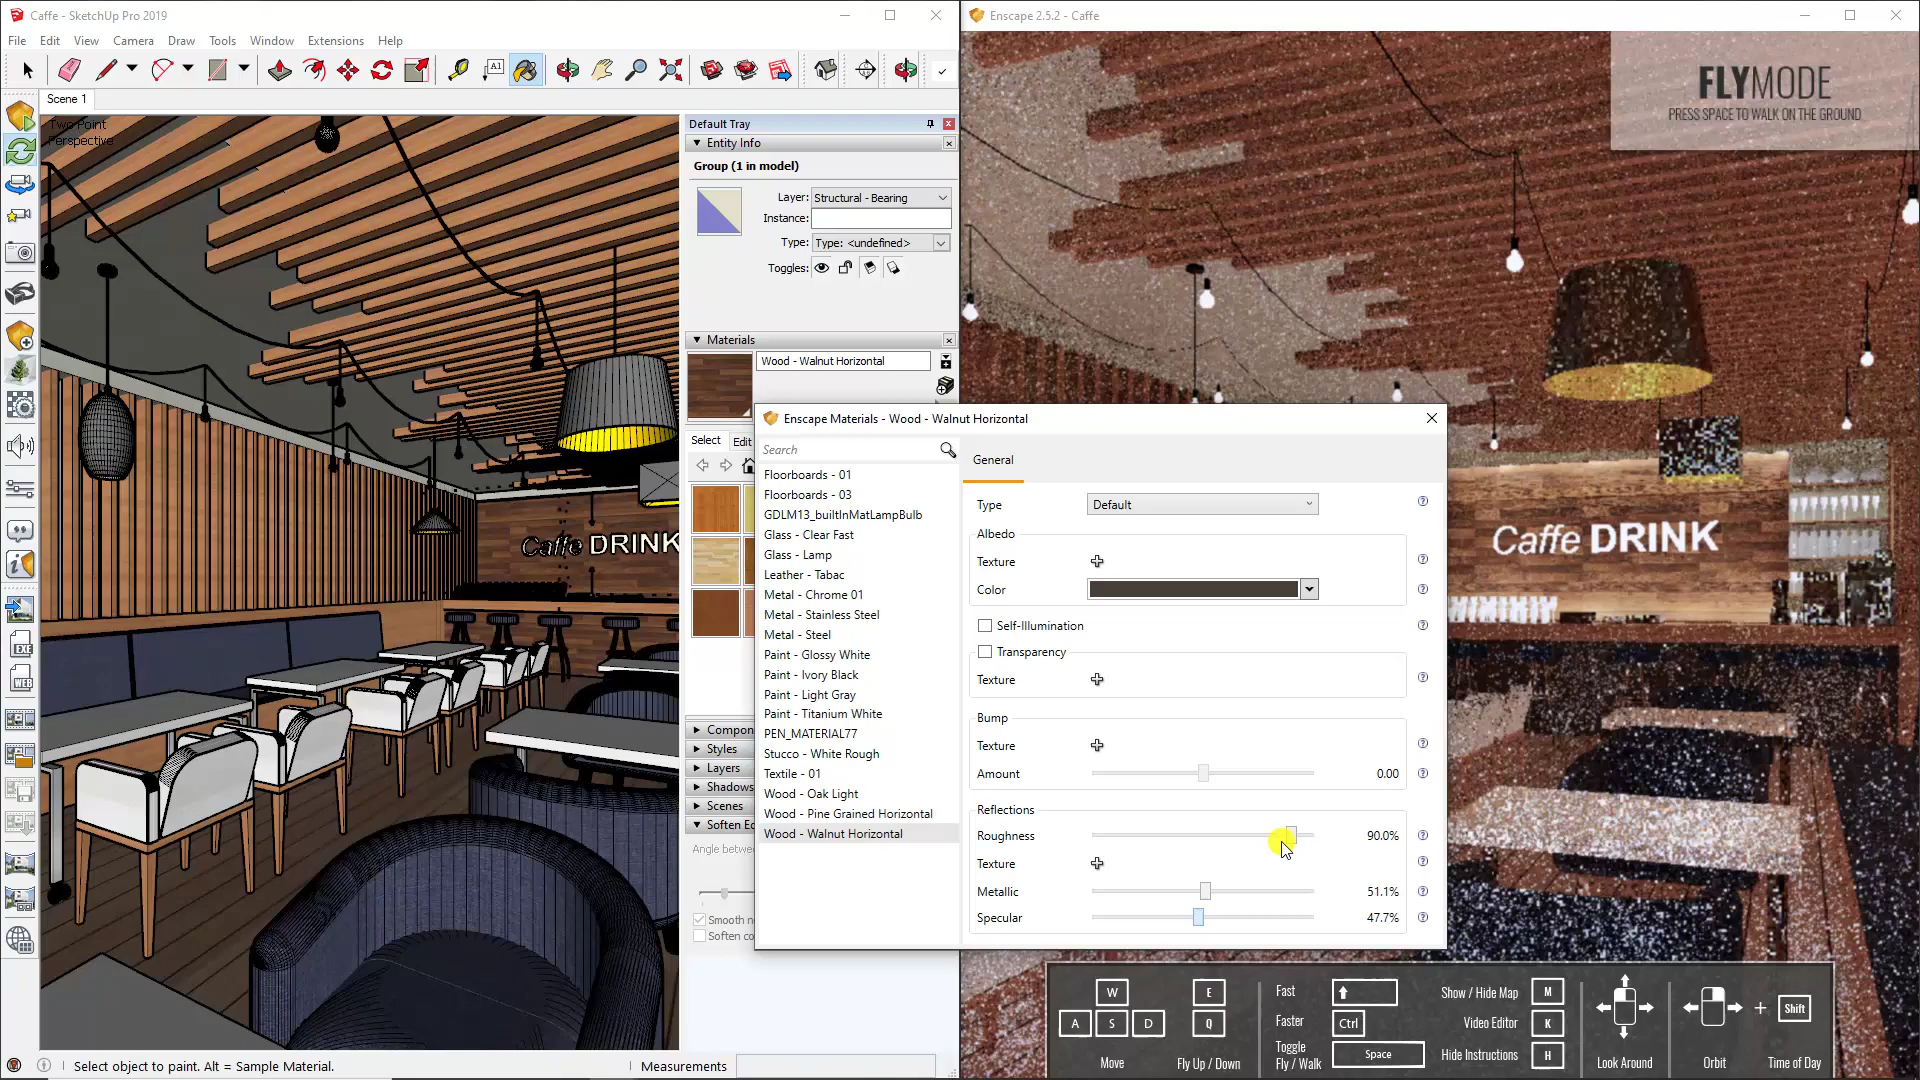 Caffe - SketchUp Pro 2019
File Edit View Camera Draw Tools Window Extensions Help
A1
Scene 1
Two Point
Perspective
Caffe DRINK
EXE
WEB
Default Tray
Entity Info
Group (1 in model)
Layer: Structural - Bearing
Instance:
Type: Type: <undefined>
Toggles:
Materials
Wood - Walnut Horizontal
Select Edit
Compon
Styles
Layers
Shadows
Scenes
Soften Ec
Angle betwee
Smooth n
Soften co
Select object to paint. Alt = Sample Material.
Measurements
Enscape Materials - Wood - Walnut Horizontal
Search
Floorboards - 01
Floorboards - 03
GDLM13_builtInMatLampBulb
Glass - Clear Fast
Glass - Lamp
Leather - Tabac
Metal - Chrome 01
Metal - Stainless Steel
Metal - Steel
Paint - Glossy White
Paint - Ivory Black
Paint - Light Gray
Paint - Titanium White
PEN_MATERIAL77
Stucco - White Rough
Textile - 01
Wood - Oak Light
Wood - Pine Grained Horizontal
Wood - Walnut Horizontal
General
Type Default
Albedo
Texture
Color
Self-Illumination
Transparency
Texture
Bump
Texture
Amount 0.00
Reflections
Roughness 90.0%
Texture
Metallic 51.1%
Specular 47.7%
Enscape 2.5.2 - Caffe
FLYMODE
PRESS SPACE TO WALK ON THE GROUND
Caffe DRINK
W
A S D
Move
E
Q
Fly Up / Down
Fast
Faster Ctrl
Toggle
Fly / Walk Space
Show / Hide Map M
Video Editor K
Hide Instructions H
Look Around
Orbit
+ Shift
Time of Day